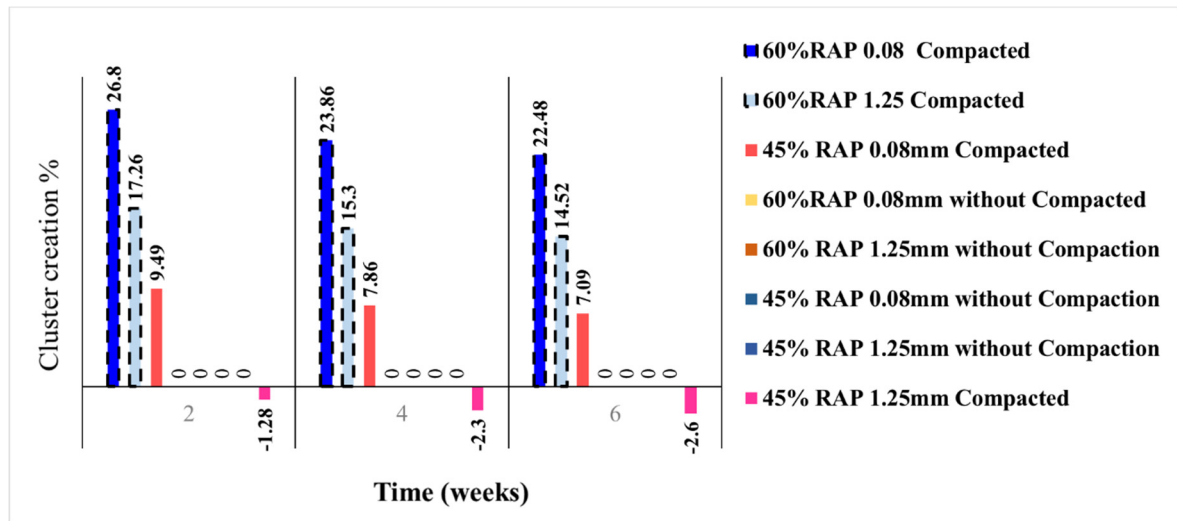 Cluster creation %
26.8
17.26
9.49
0
0
0
0
-1.28
23.86
15.3
7.86
0
0
0
0
-2.3
22.48
14.52
7.09
0
0
0
0
-2.6
2
4
6
Time (weeks)
60%RAP 0.08 Compacted
60%RAP 1.25 Compacted
45% RAP 0.08mm Compacted
60%RAP 0.08mm without Compacted
60% RAP 1.25mm without Compaction
45% RAP 0.08mm without Compaction
45% RAP 1.25mm without Compaction
45% RAP 1.25mm Compacted